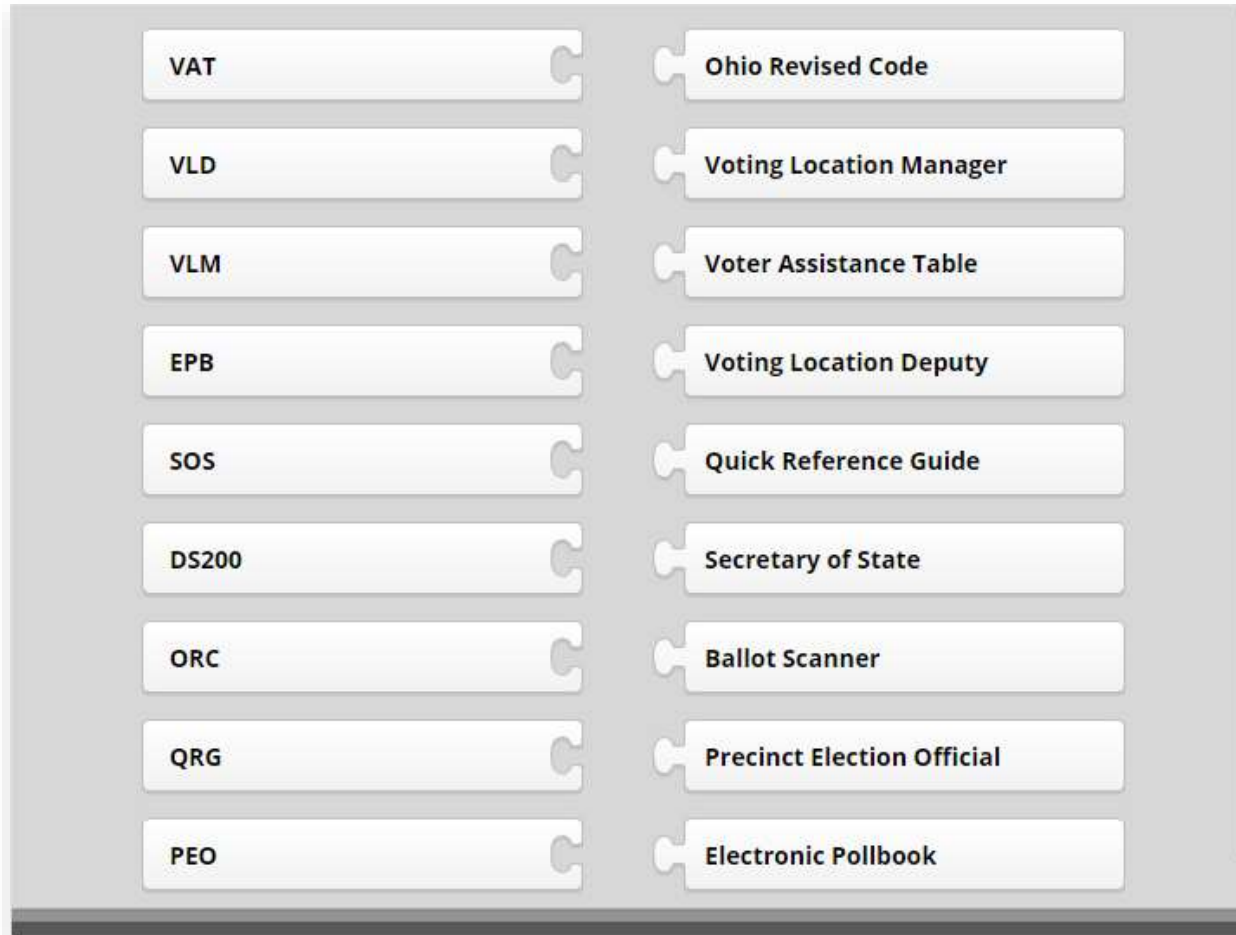 VAT
Ohio Revised Code
VLD
Voting Location Manager
VLM
Voter Assistance Table
EPB
Voting Location Deputy
SOS
Quick Reference Guide
DS200
Secretary of State
ORC
Ballot Scanner
QRG
Precinct Election Official
PEO
Electronic Pollbook